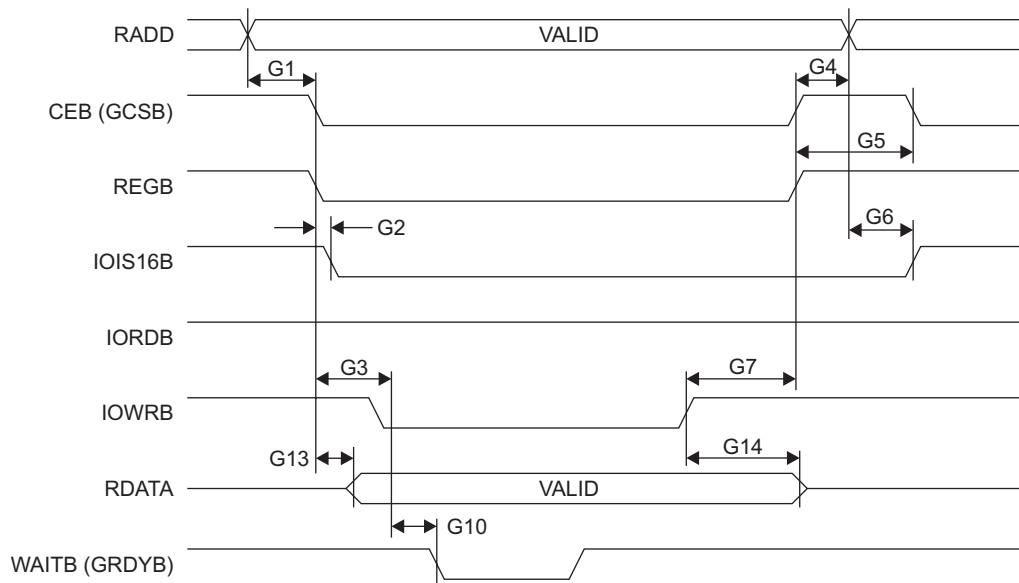 RADD
VALID
G1
G4
CEB (GCSB)
G5
REGB
G2
G6
IOIS16B
IORDB
G3
G7
IOWRB
G13
G14
RDATA
VALID
G10
WAITB (GRDYB)